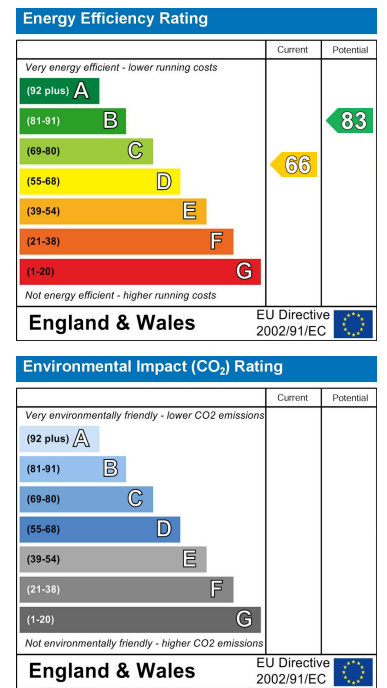 Energy Efficiency Rating
Current Potential
Very energy efficient - lower running costs
(92 plus) A
(81-91) B
83
(69-80) C
66
(55-68) D
(39-54) E
(21-38) F
(1-20) G
Not energy efficient - higher running costs
England & Wales
EU Directive
2002/91/EC
Environmental Impact (CO₂) Rating
Current Potential
Very environmentally friendly - lower CO2 emissions
(92 plus) A
(81-91) B
(69-80) C
(55-68) D
(39-54) E
(21-38) F
(1-20) G
Not environmentally friendly - higher CO2 emissions
England & Wales
EU Directive
2002/91/EC